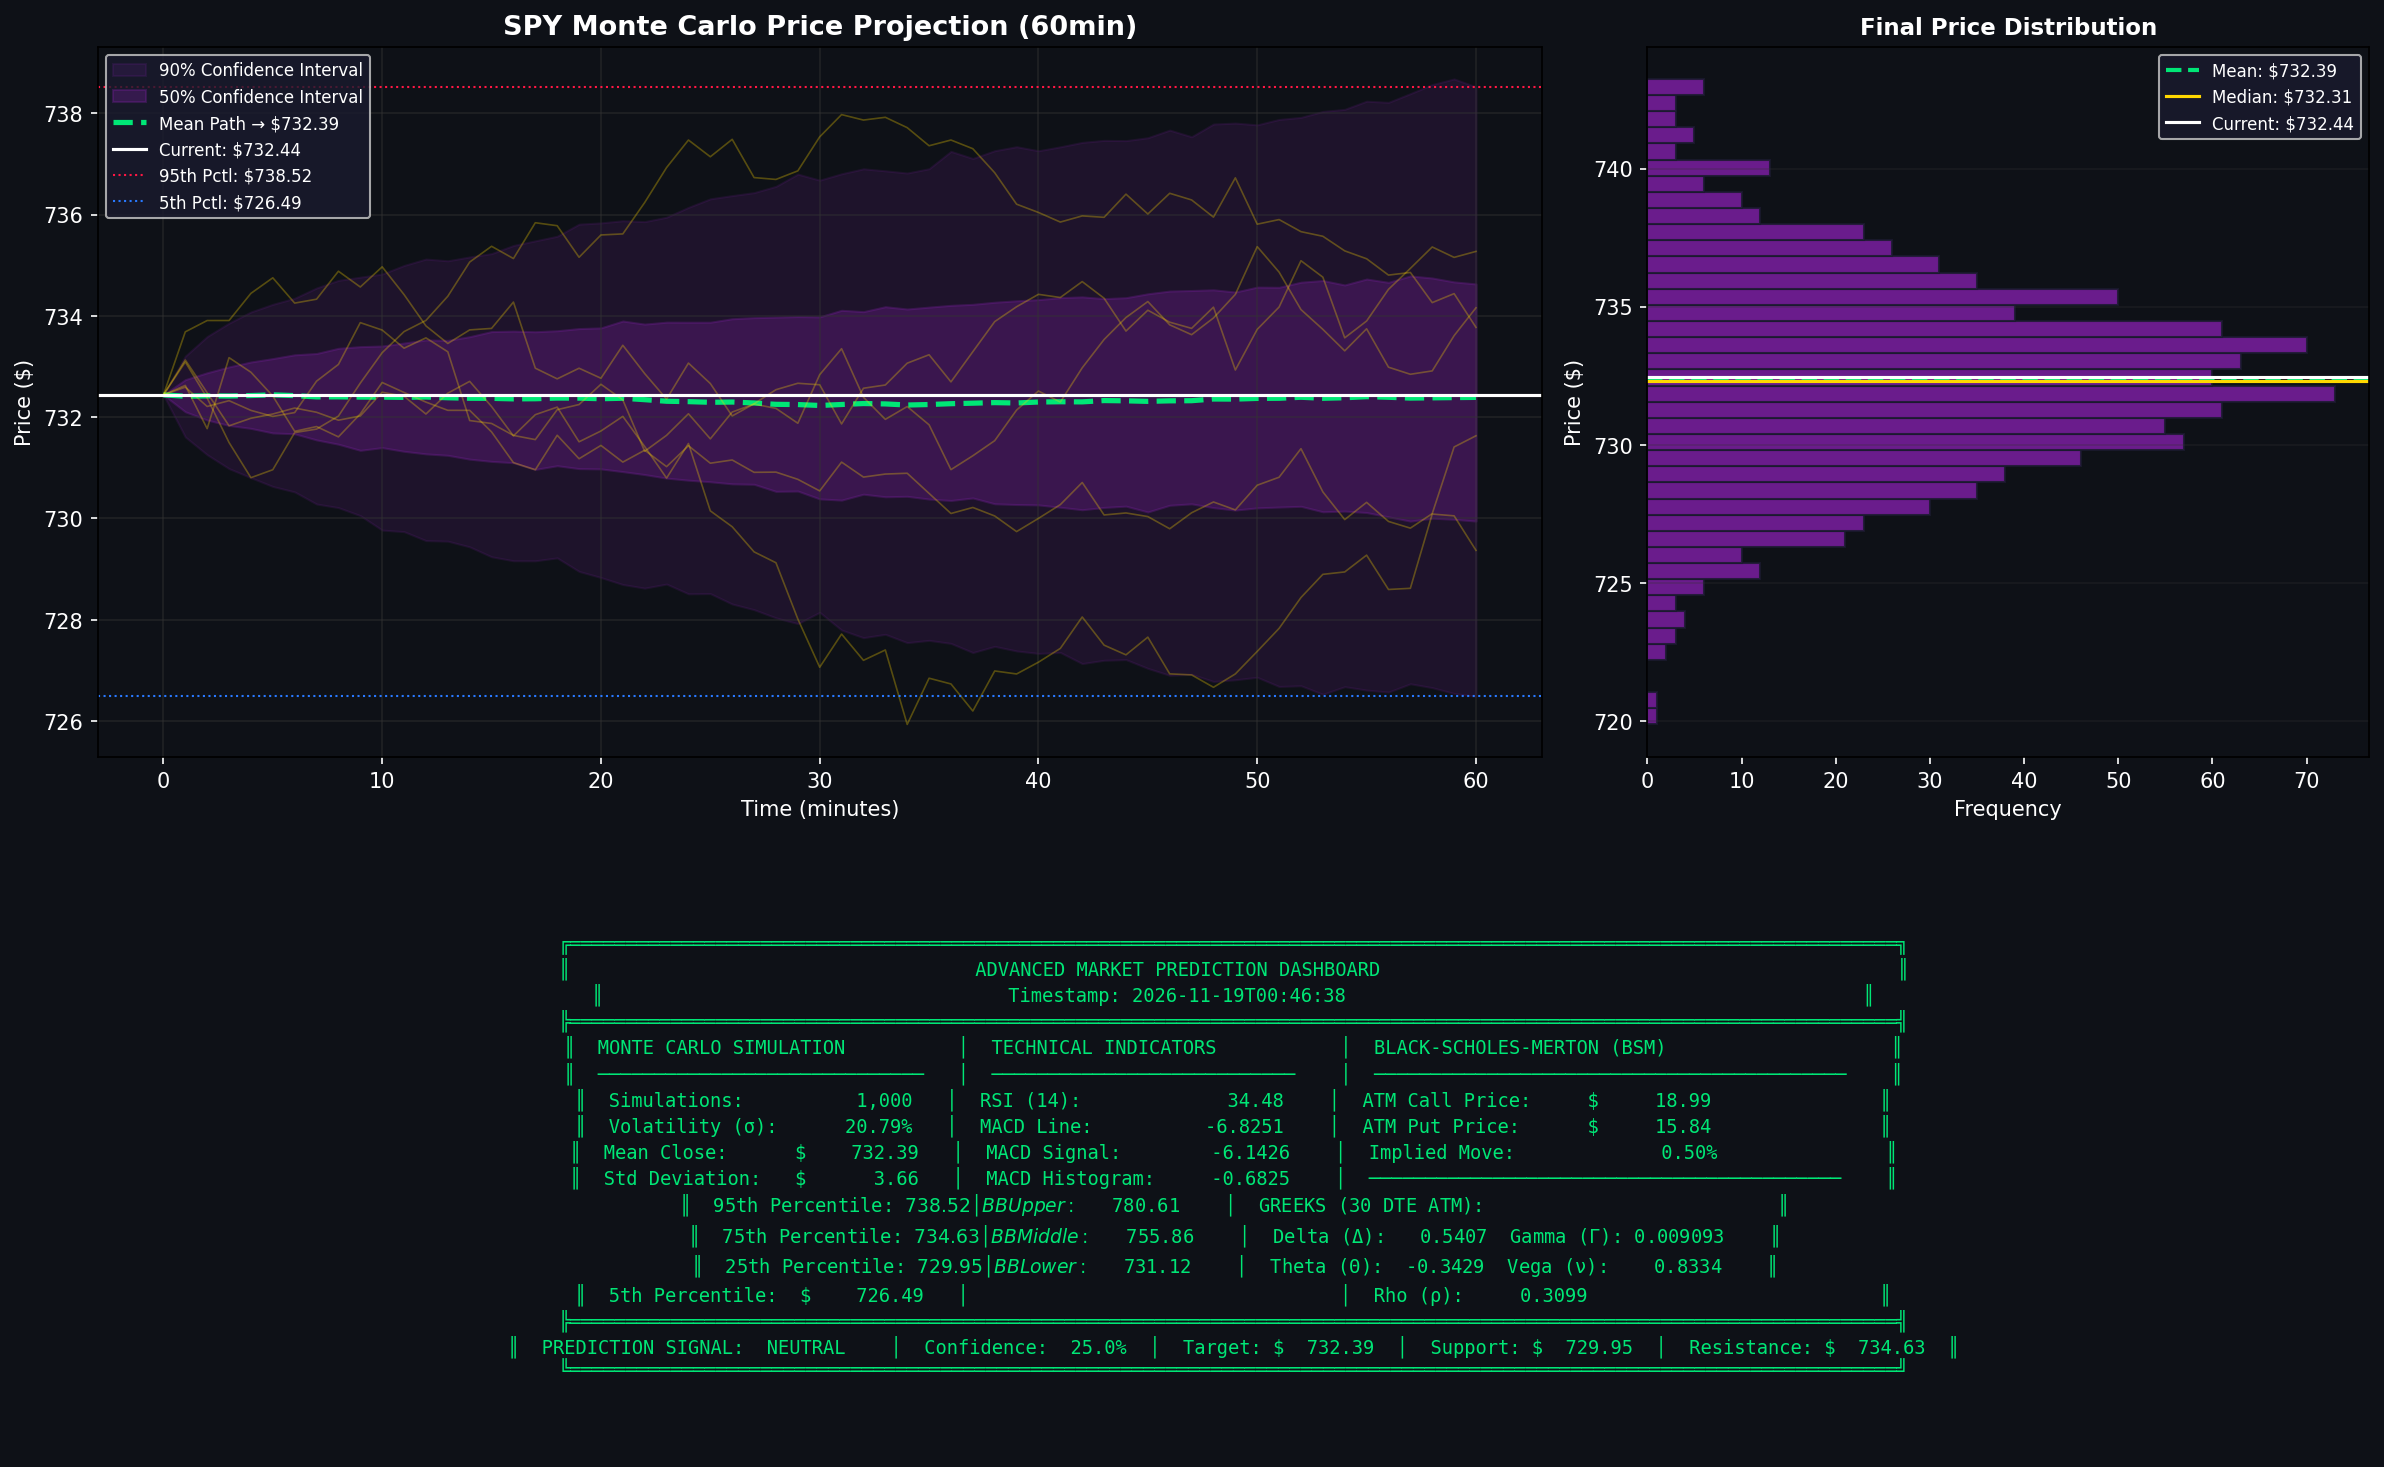 SPY Monte Carlo Price Projection (60min)
90% Confidence Interval
50% Confidence Interval
Mean Path → $732.39
Current: $732.44
95th Pctl: $738.52
5th Pctl: $726.49
Price ($)
738
736
734
732
730
728
726
0 10 20 30 40 50 60
Time (minutes)
Final Price Distribution
Mean: $732.39
Median: $732.31
Current: $732.44
Price ($)
740
735
730
725
720
0 10 20 30 40 50 60 70
Frequency
ADVANCED MARKET PREDICTION DASHBOARD
Timestamp: 2026-11-19T00:46:38
MONTE CARLO SIMULATION │ TECHNICAL INDICATORS │ BLACK-SCHOLES-MERTON (BSM)
Simulations: 1,000 │ RSI (14): 34.48 │ ATM Call Price: $ 18.99
Volatility (σ): 20.79% │ MACD Line: -6.8251 │ ATM Put Price: $ 15.84
Mean Close: $ 732.39 │ MACD Signal: -6.1426 │ Implied Move: 0.50%
Std Deviation: $ 3.66 │ MACD Histogram: -0.6825 │
95th Percentile: 738.52│BBUpper: 780.61 │ GREEKS (30 DTE ATM):
75th Percentile: 734.63│BBMiddle: 755.86 │ Delta (Δ): 0.5407 Gamma (Γ): 0.009093
25th Percentile: 729.95│BBLower: 731.12 │ Theta (Θ): -0.3429 Vega (ν): 0.8334
5th Percentile: $ 726.49 │ │ Rho (ρ): 0.3099
PREDICTION SIGNAL: NEUTRAL │ Confidence: 25.0% │ Target: $ 732.39 │ Support: $ 729.95 │ Resistance: $ 734.63